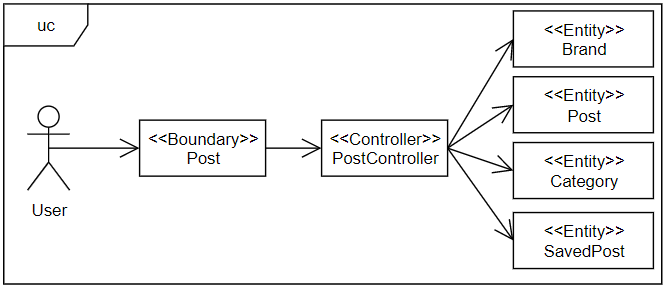 uc
User
<<Boundary>>
Post
<<Controller>>
PostController
<<Entity>>
Brand
<<Entity>>
Post
<<Entity>>
Category
<<Entity>>
SavedPost